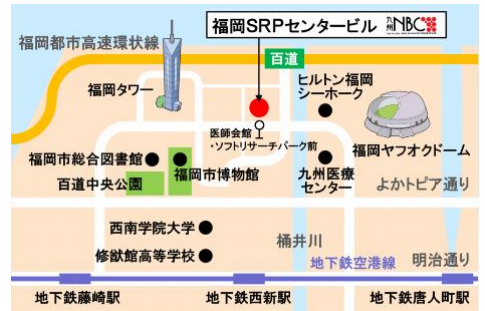 福岡SRPセンタービル 九州NBC
福岡都市高速環状線
百道
福岡タワー
ヒルトン福岡
シーホーク
医師会館
・ソフトリサーチパーク前
福岡ヤフオクドーム
福岡市総合図書館
福岡市博物館
九州医療
センター
百道中央公園
よかトピア通り
西南学院大学
樋井川
修猷館高等学校
地下鉄空港線
明治通り
地下鉄藤崎駅
地下鉄西新駅
地下鉄唐人町駅